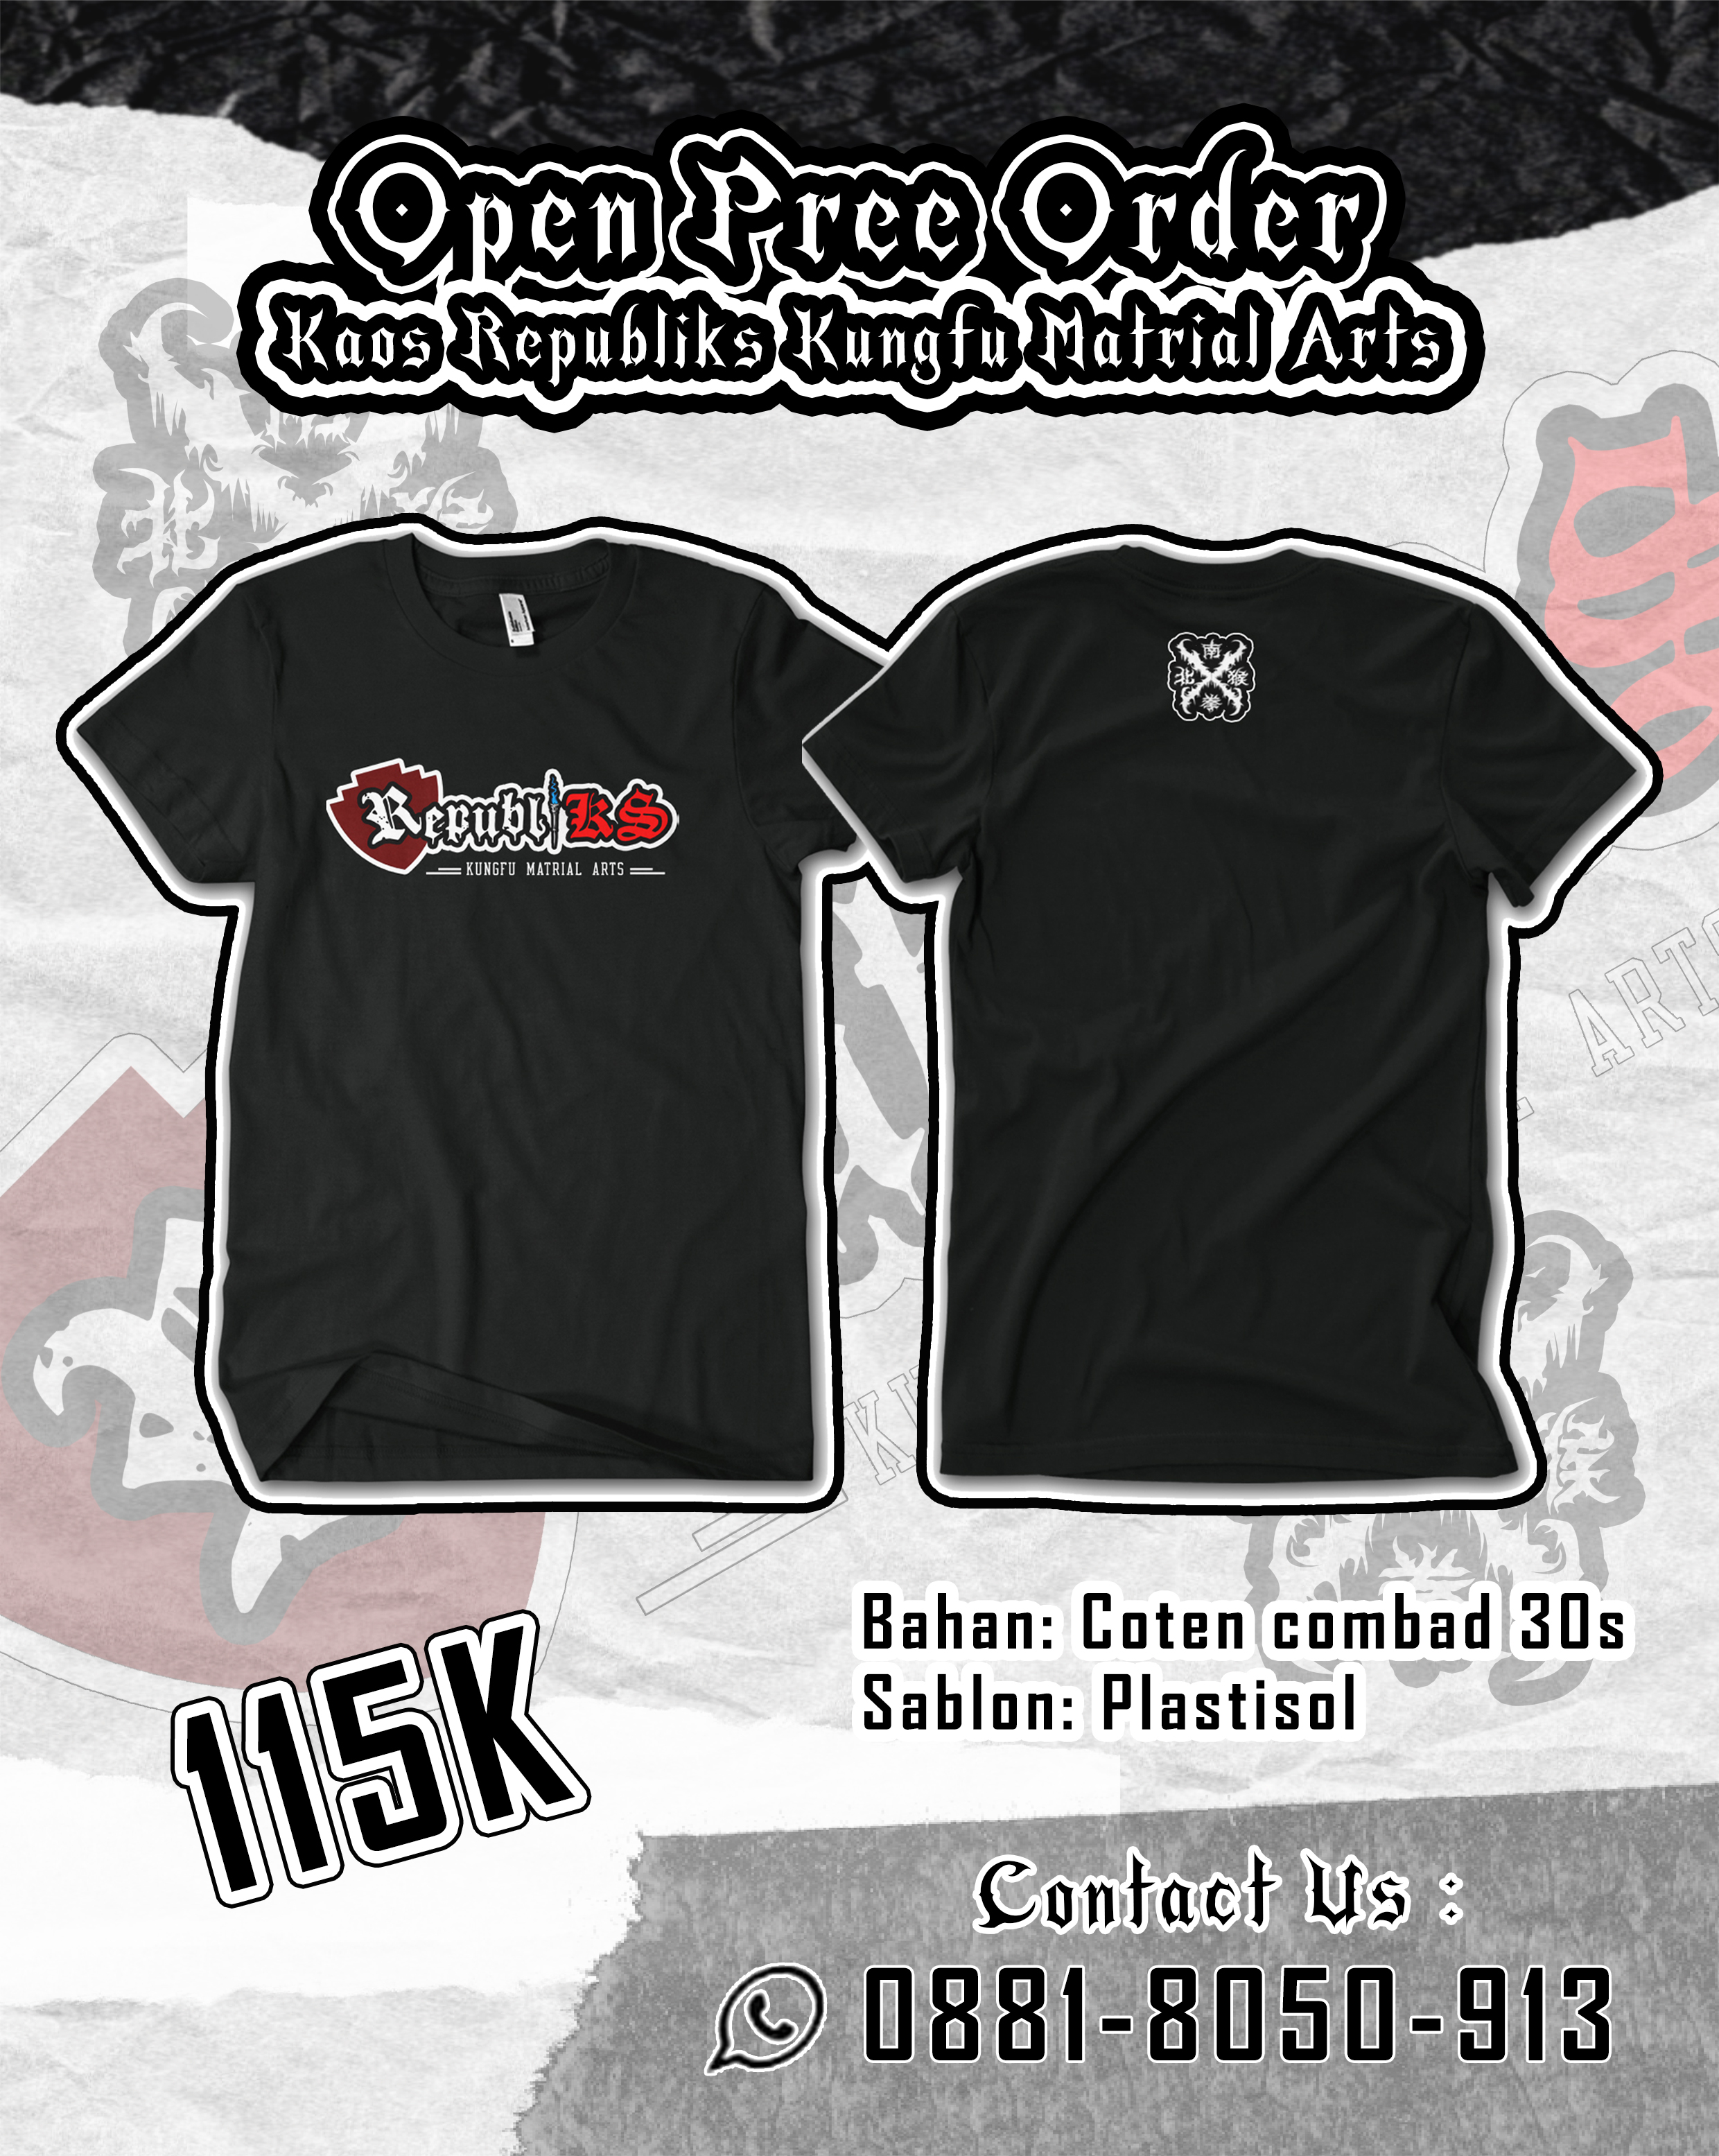 Open Pree Order
Kaos Republiks Kungfu Matrial Arts
RepublikS
KUNGFU MATRIAL ARTS
南
北 猴
拳
115K
Bahan: Coten combad 30s
Sablon: Plastisol
Contact Us :
0881-8050-913
ARTS